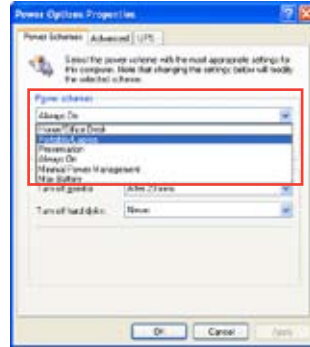 Power Options Properties
Power Schemes
Advanced
UPS
Select the power scheme with the most appropriate settings for
this computer. Note that changing the settings below will modify
the selected scheme.
Power schemes
Always On
Home/Office Desk
Portable/Laptop
Presentation
Always On
Minimal Power Management
Max Battery
Turn off monitor:
After 20 mins
Turn off hard disks:
Never
OK
Cancel
Apply